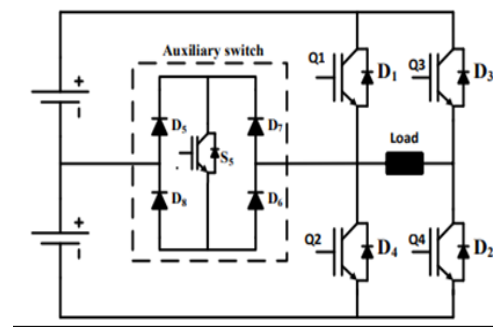 Auxiliary switch
Q1
D1
Q3
D3
D5
D7
S5
Load
D8
D6
Q2
D4
Q4
D2
+
-
+
-